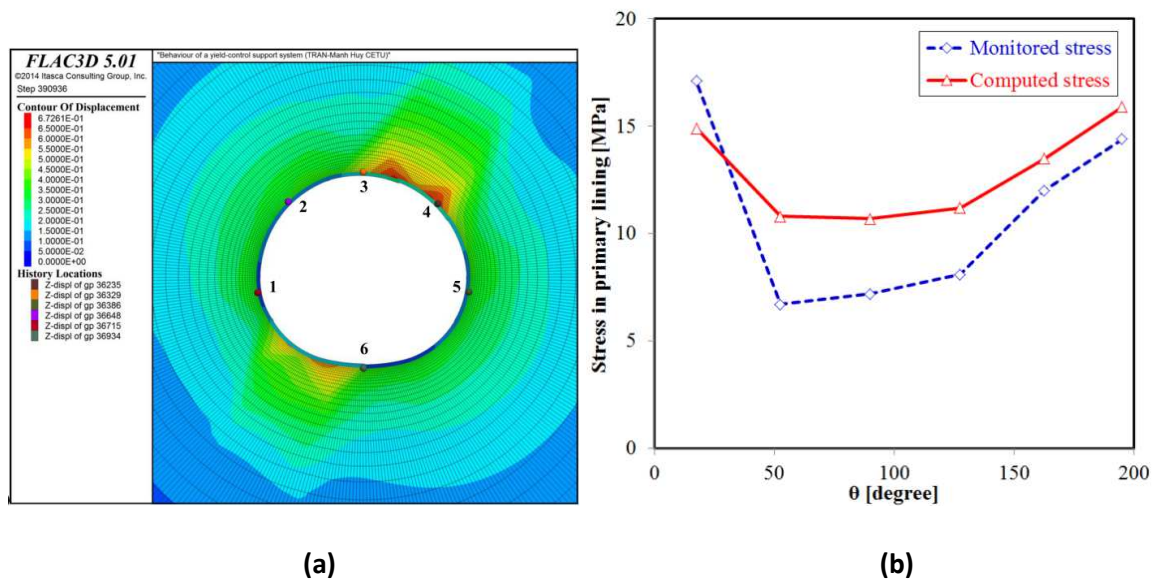 FLAC3D 5.01
©2014 Itasca Consulting Group, Inc.
Step 390936
Contour Of Displacement
6.7261E-01
6.5000E-01
6.0000E-01
5.5000E-01
5.0000E-01
4.5000E-01
4.0000E-01
3.5000E-01
3.0000E-01
2.5000E-01
2.0000E-01
1.5000E-01
1.0000E-01
5.0000E-02
0.0000E+00
History Locations
Z-displ of gp 36235
Z-displ of gp 36329
Z-displ of gp 36386
Z-displ of gp 36648
Z-displ of gp 36715
Z-displ of gp 36934
"Behaviour of a yield-control support system (TRAN-Manh Huy CETU)"
3
2
4
1
5
6
(a)
Stress in primary lining [MPa]
20
15
10
5
0
Monitored stress
Computed stress
0
50
100
150
200
θ [degree]
(b)